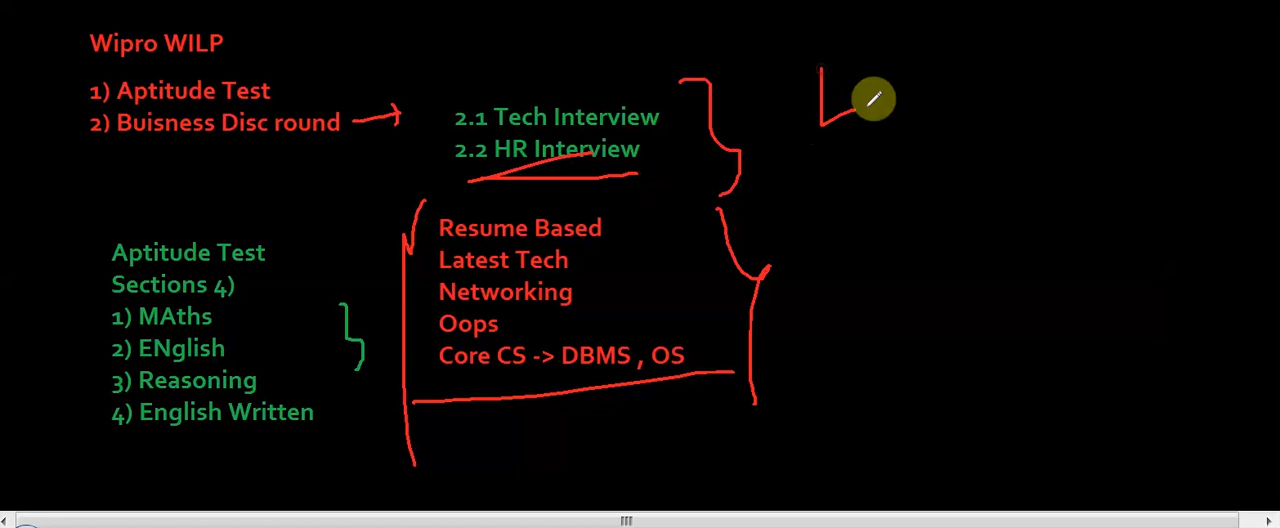 Wipro WILP
1) Aptitude Test
2) Buisness Disc round
2.1 Tech Interview
2.2 HR Interview
Aptitude Test
Sections 4)
1) MAths
2) ENglish
3) Reasoning
4) English Written
Resume Based
Latest Tech
Networking
Oops
Core CS -> DBMS , OS